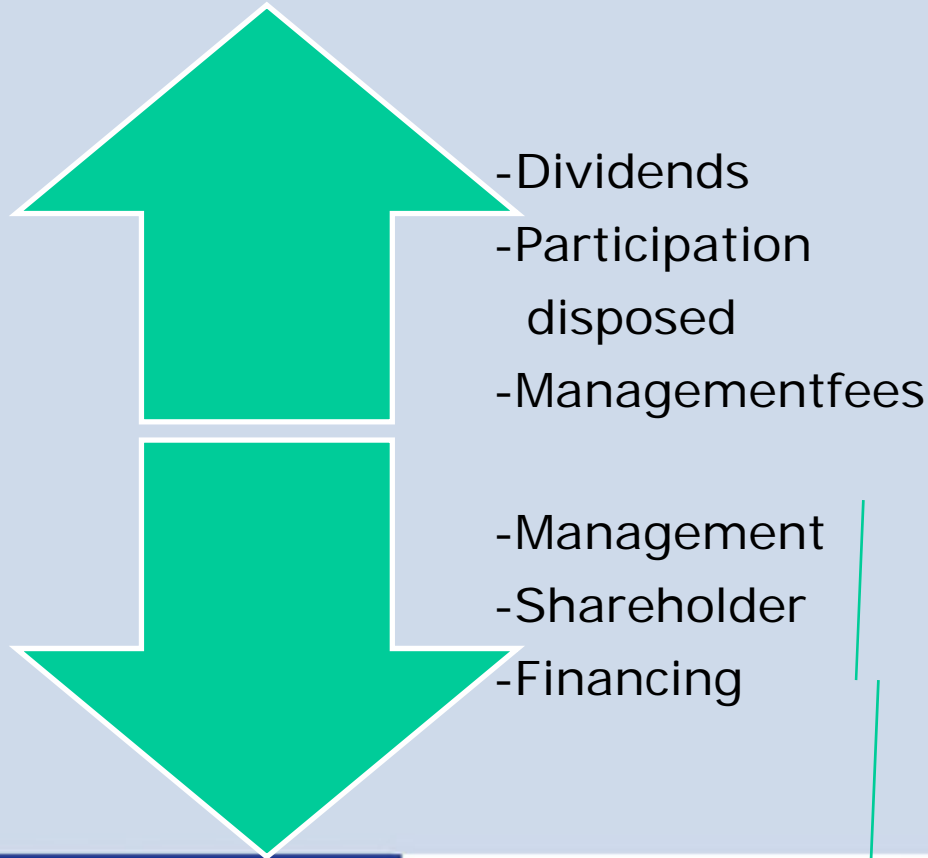 -Dividends
-Participation
disposed
-Managementfees
-Management
-Shareholder
-Financing